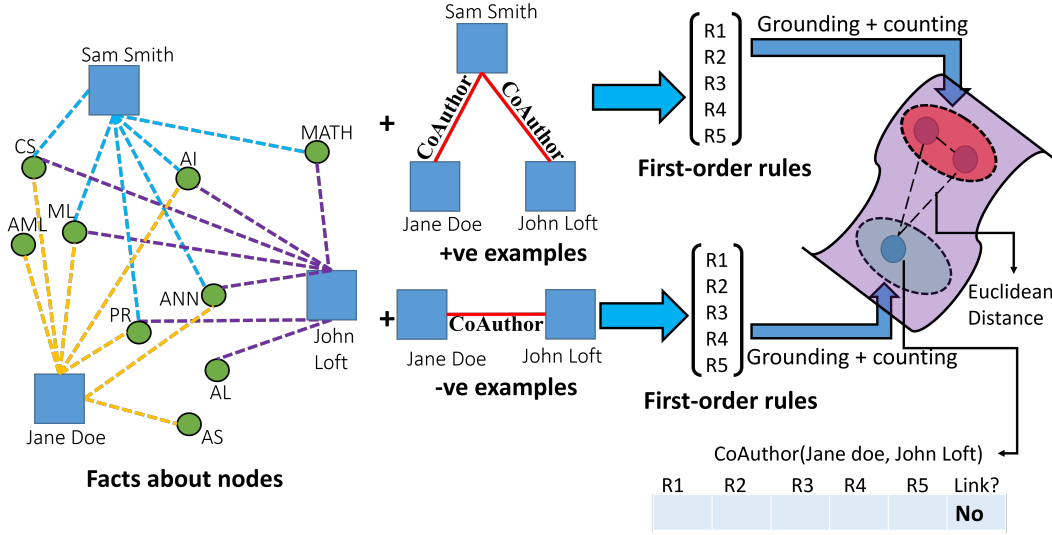 Sam Smith
CS
AI
MATH
AML
ML
ANN
PR
John
Loft
AL
Jane Doe
AS
Facts about nodes
+
Sam Smith
CoAuthor
CoAuthor
Jane Doe
John Loft
+ve examples
+
CoAuthor
Jane Doe
John Loft
-ve examples
R1
R2
R3
R4
R5
First-order rules
Grounding + counting
R1
R2
R3
R4
R5
First-order rules
Grounding + counting
Euclidean
Distance
CoAuthor(Jane doe, John Loft)
R1 R2 R3 R4 R5 Link?
No